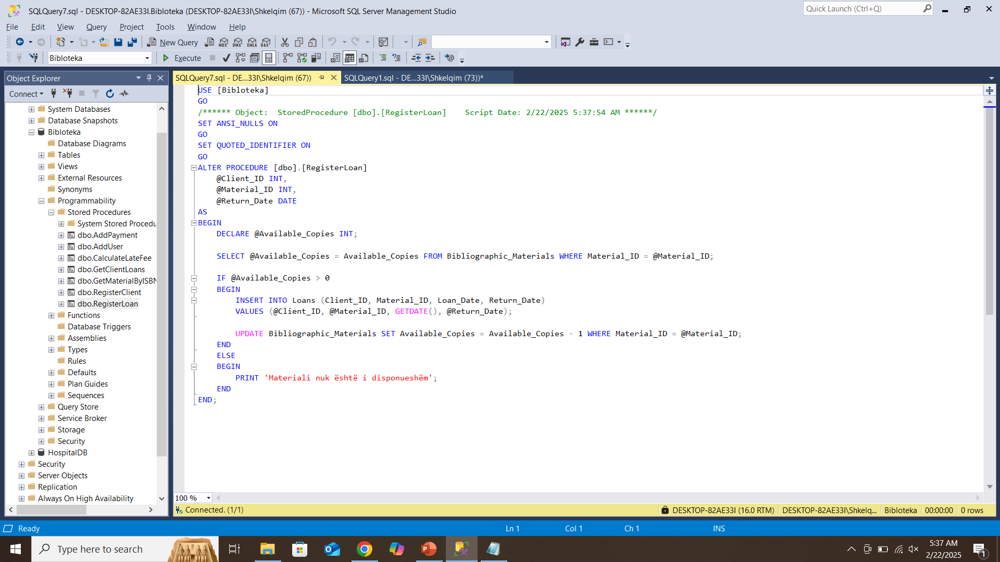 SQLQuery7.sql - DESKTOP-82AE33I.Bibloteka (DESKTOP-82AE33I\Shkelqim (67)) - Microsoft SQL Server Management Studio
Quick Launch (Ctrl+Q)
File Edit View Query Project Tools Window Help
New Query
MDX DMX XMLA DAX
Bibloteka
Execute
Object Explorer
SQLQuery7.sql - DE...33I\Shkelqim (67))
SQLQuery1.sql - DE...33I\Shkelqim (73))*
Connect
System Databases
Database Snapshots
Bibloteka
Database Diagrams
Tables
Views
External Resources
Synonyms
Programmability
Stored Procedures
System Stored Procedu
dbo.AddPayment
dbo.AddUser
dbo.CalculateLateFee
dbo.GetClientLoans
dbo.GetMaterialByISBN
dbo.RegisterClient
dbo.RegisterLoan
Functions
Database Triggers
Assemblies
Types
Rules
Defaults
Plan Guides
Sequences
Query Store
Service Broker
Storage
Security
HospitalDB
Security
Server Objects
Replication
Always On High Availability
USE [Bibloteka]
GO
/****** Object:  StoredProcedure [dbo].[RegisterLoan]    Script Date: 2/22/2025 5:37:54 AM ******/
SET ANSI_NULLS ON
GO
SET QUOTED_IDENTIFIER ON
GO
ALTER PROCEDURE [dbo].[RegisterLoan]
@Client_ID INT,
@Material_ID INT,
@Return_Date DATE
AS
BEGIN
DECLARE @Available_Copies INT;
SELECT @Available_Copies = Available_Copies FROM Bibliographic_Materials WHERE Material_ID = @Material_ID;
IF @Available_Copies > 0
BEGIN
INSERT INTO Loans (Client_ID, Material_ID, Loan_Date, Return_Date)
VALUES (@Client_ID, @Material_ID, GETDATE(), @Return_Date);
UPDATE Bibliographic_Materials SET Available_Copies = Available_Copies - 1 WHERE Material_ID = @Material_ID;
END
ELSE
BEGIN
PRINT 'Materiali nuk është i disponueshëm';
END
END;
100 %
Connected. (1/1)
DESKTOP-82AE33I (16.0 RTM)
DESKTOP-82AE33I\Shkelq...
Bibloteka
00:00:00
0 rows
Ready
Ln 1
Col 1
Ch 1
INS
Type here to search
5:37 AM
2/22/2025
1